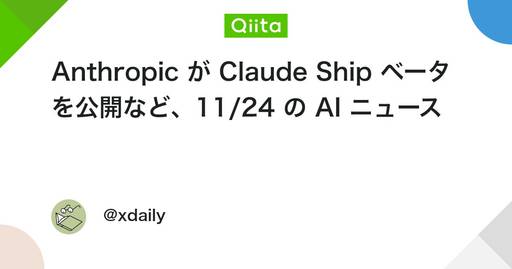 Qiita
Anthropic が Claude Ship ベータ
を公開など、11/24 の AI ニュース
@xdaily